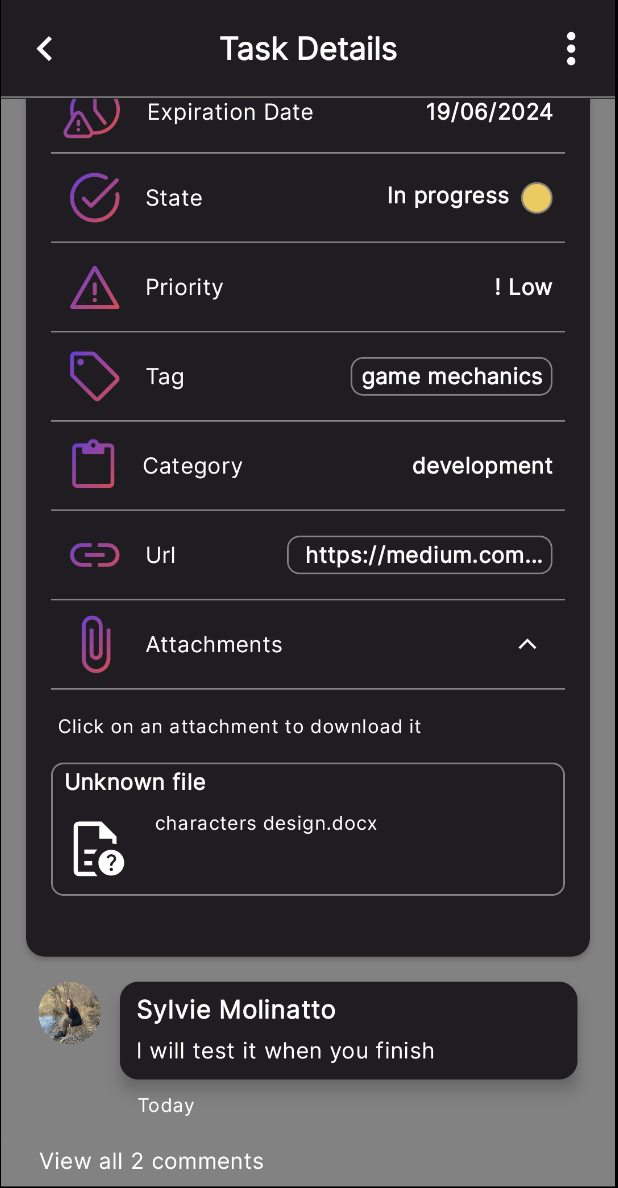 Task Details
Expiration Date 19/06/2024
State In progress
Priority ! Low
Tag game mechanics
Category development
Url https://medium.com...
Attachments
Click on an attachment to download it
Unknown file
characters design.docx
?
Sylvie Molinatto
I will test it when you finish
Today
View all 2 comments